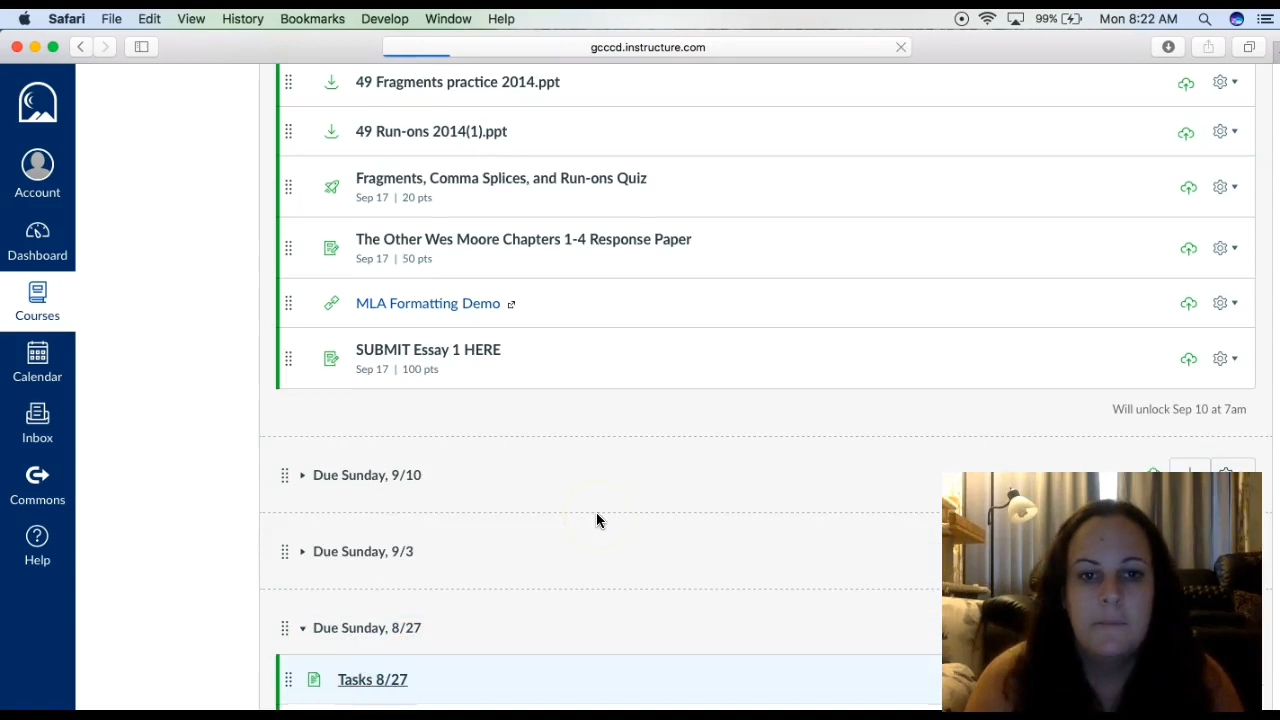 Safari File Edit View History Bookmarks Develop Window Help 99% Mon 8:22 AM
gcccd.instructure.com
49 Fragments practice 2014.ppt
49 Run-ons 2014(1).ppt
Account
Fragments, Comma Splices, and Run-ons Quiz
Sep 17 | 20 pts
Dashboard
The Other Wes Moore Chapters 1-4 Response Paper
Sep 17 | 50 pts
Courses
MLA Formatting Demo
Calendar
SUBMIT Essay 1 HERE
Sep 17 | 100 pts
Will unlock Sep 10 at 7am
Inbox
Due Sunday, 9/10
Commons
Due Sunday, 9/3
Help
Due Sunday, 8/27
Tasks 8/27